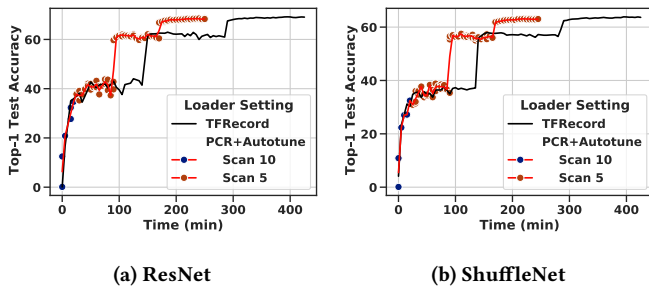 Top-1 Test Accuracy
60
40
20
0
Loader Setting
TFRecord
PCR+Autotune
Scan 10
Scan 5
0 100 200 300 400
Time (min)
(a) ResNet
Top-1 Test Accuracy
60
40
20
0
Loader Setting
TFRecord
PCR+Autotune
Scan 10
Scan 5
0 100 200 300 400
Time (min)
(b) ShuffleNet